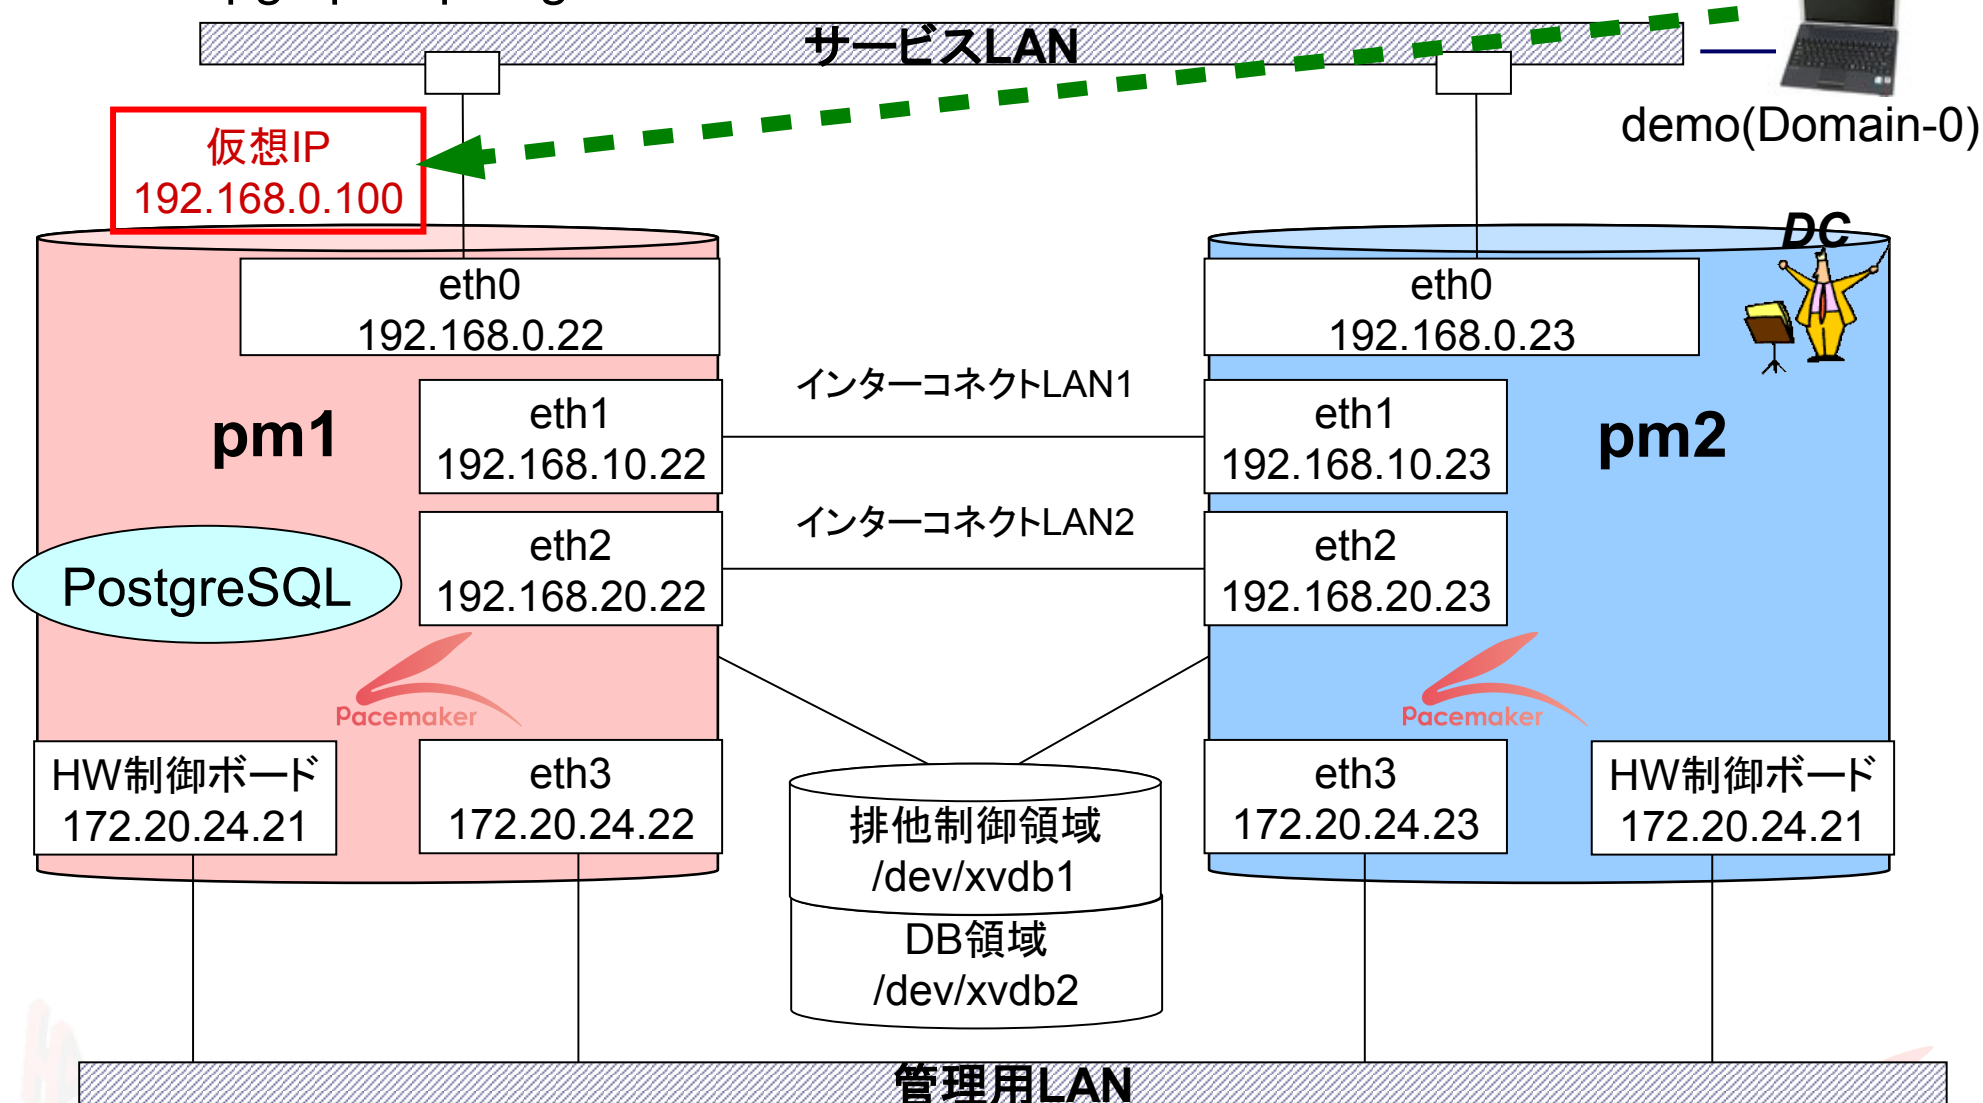 サービスLAN
demo(Domain-0)
仮想IP
192.168.0.100
DC
eth0
192.168.0.22
eth0
192.168.0.23
インターコネクトLAN1
pm1
eth1
192.168.10.22
eth1
192.168.10.23
pm2
インターコネクトLAN2
PostgreSQL
eth2
192.168.20.22
eth2
192.168.20.23
Pacemaker
Pacemaker
HW制御ボード
172.20.24.21
eth3
172.20.24.22
排他制御領域
/dev/xvdb1
DB領域
/dev/xvdb2
eth3
172.20.24.23
HW制御ボード
172.20.24.21
管理用LAN